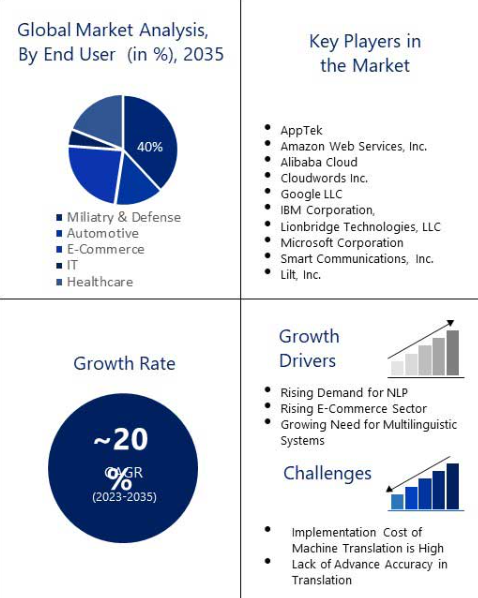 Global Market Analysis,
By End User (in %), 2035
40%
Miliatry & Defense
Automotive
E-Commerce
IT
Healthcare
Key Players in
the Market
AppTek
Amazon Web Services, Inc.
Alibaba Cloud
Cloudwords Inc.
Google LLC
IBM Corporation,
Lionbridge Technologies, LLC
Microsoft Corporation
Smart Communications, Inc.
Lilt, Inc.
Growth Rate
~20
%
CAGR
(2023-2035)
Growth
Drivers
Rising Demand for NLP
Rising E-Commerce Sector
Growing Need for Multilinguistic
Systems
Challenges
Implementation Cost of
Machine Translation is High
Lack of Advance Accuracy in
Translation